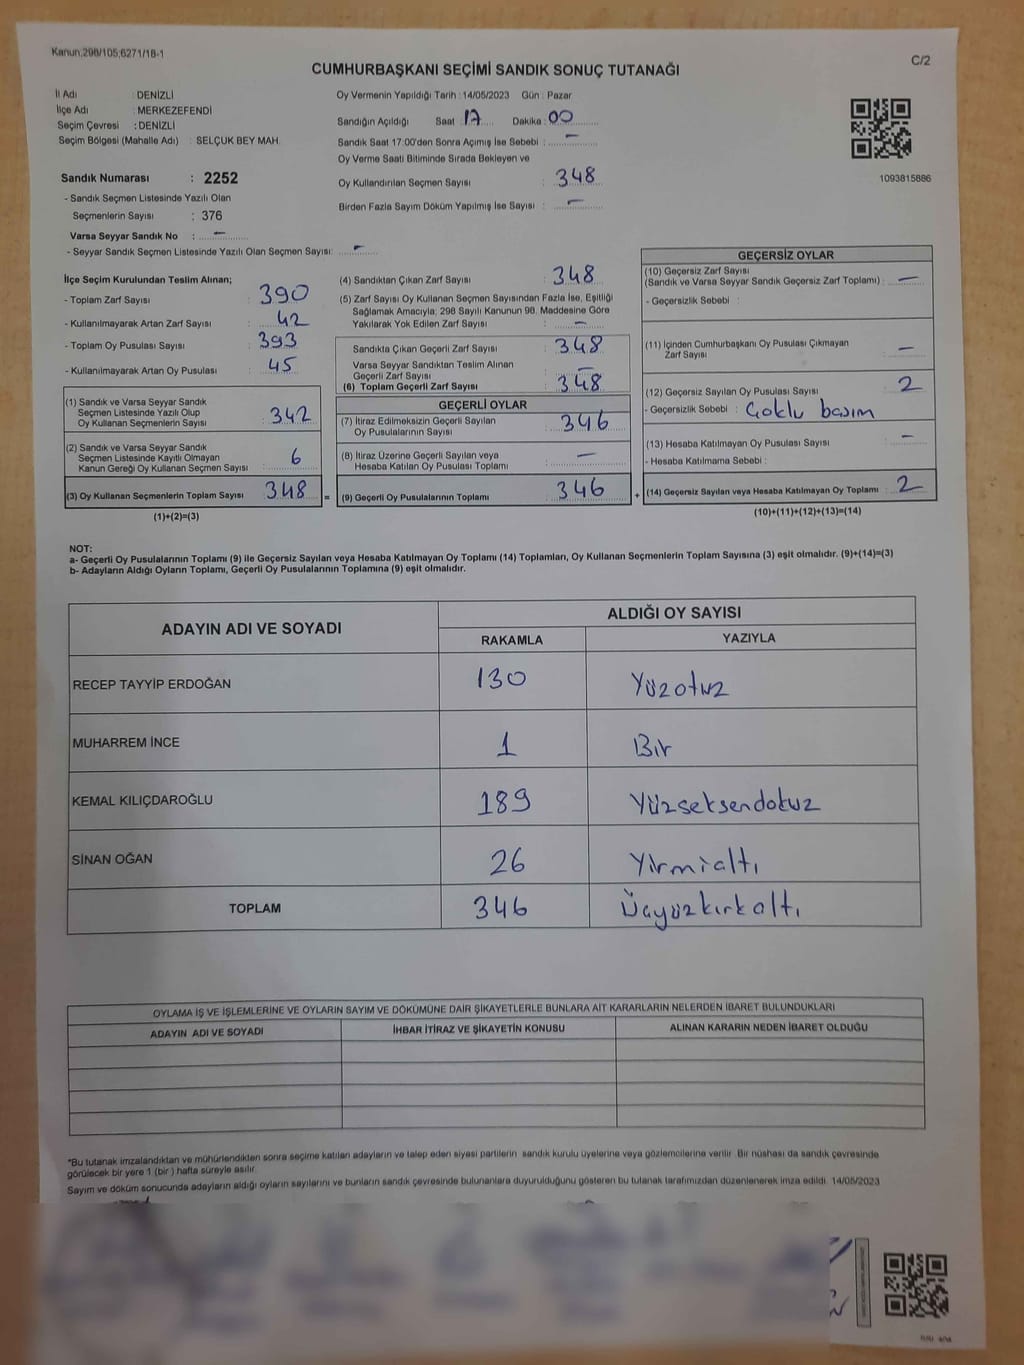 Kanun;298/105;6271/18-1
C/2
CUMHURBAŞKANI SEÇİMİ SANDIK SONUÇ TUTANAĞI
İl Adı : DENİZLİ
İlçe Adı : MERKEZEFENDİ
Seçim Çevresi : DENİZLİ
Seçim Bölgesi (Mahalle Adı) : SELÇUK BEY MAH.
Sandık Numarası : 2252
- Sandık Seçmen Listesinde Yazılı Olan
Seçmenlerin Sayısı : 376
Varsa Seyyar Sandık No : —
- Seyyar Sandık Seçmen Listesinde Yazılı Olan Seçmen Sayısı: —
Oy Vermenin Yapıldığı Tarih : 14/05/2023 Gün : Pazar
Sandığın Açıldığı Saat : 17 Dakika : 00
Sandık Saat 17:00'den Sonra Açımış İse Sebebi : —
Oy Verme Saati Bitiminde Sırada Bekleyen ve
Oy Kullandırılan Seçmen Sayısı : 348
Birden Fazla Sayım Döküm Yapılmış İse Sayısı : —
1093815886
İlçe Seçim Kurulundan Teslim Alınan;
- Toplam Zarf Sayısı : 390
- Kullanılmayarak Artan Zarf Sayısı : 42
- Toplam Oy Pusulası Sayısı : 393
- Kullanılmayarak Artan Oy Pusulası : 45
(1) Sandık ve Varsa Seyyar Sandık
Seçmen Listesinde Yazılı Olup
Oy Kullanan Seçmenlerin Sayısı : 342
(2) Sandık ve Varsa Seyyar Sandık
Seçmen Listesinde Kayıtlı Olmayan
Kanun Gereği Oy Kullanan Seçmen Sayısı : 6
(3) Oy Kullanan Seçmenlerin Toplam Sayısı : 348 =
(1)+(2)=(3)
(4) Sandıktan Çıkan Zarf Sayısı : 348
(5) Zarf Sayısı Oy Kullanan Seçmen Sayısından Fazla İse, Eşitliği
Sağlamak Amacıyla; 298 Sayılı Kanunun 98. Maddesine Göre
Yakılarak Yok Edilen Zarf Sayısı : —
Sandıkta Çıkan Geçerli Zarf Sayısı : 348
Varsa Seyyar Sandıktan Teslim Alınan
Geçerli Zarf Sayısı : —
(6) Toplam Geçerli Zarf Sayısı : 348
GEÇERLİ OYLAR
(7) İtiraz Edilmeksizin Geçerli Sayılan
Oy Pusulalarının Sayısı : 346
(8) İtiraz Üzerine Geçerli Sayılan veya
Hesaba Katılan Oy Pusulası Toplamı : —
(9) Geçerli Oy Pusulalarının Toplamı : 346 +
GEÇERSİZ OYLAR
(10) Geçersiz Zarf Sayısı
(Sandık ve Varsa Seyyar Sandık Geçersiz Zarf Toplamı) : —
- Geçersizlik Sebebi :
(11) İçinden Cumhurbaşkanı Oy Pusulası Çıkmayan
Zarf Sayısı : —
(12) Geçersiz Sayılan Oy Pusulası Sayısı : 2
- Geçersizlik Sebebi : Çoklu basım
(13) Hesaba Katılmayan Oy Pusulası Sayısı : —
- Hesaba Katılmama Sebebi :
(14) Geçersiz Sayılan veya Hesaba Katılmayan Oy Toplamı : 2
(10)+(11)+(12)+(13)=(14)
NOT:
a- Geçerli Oy Pusulalarının Toplamı (9) ile Geçersiz Sayılan veya Hesaba Katılmayan Oy Toplamı (14) Toplamları, Oy Kullanan Seçmenlerin Toplam Sayısına (3) eşit olmalıdır. (9)+(14)=(3)
b- Adayların Aldığı Oyların Toplamı, Geçerli Oy Pusulalarının Toplamına (9) eşit olmalıdır.
ADAYIN ADI VE SOYADI ALDIĞI OY SAYISI
RAKAMLA YAZIYLA
RECEP TAYYİP ERDOĞAN 130 Yüzotuz
MUHARREM İNCE 1 Bir
KEMAL KILIÇDAROĞLU 189 Yüzseksendokuz
SİNAN OĞAN 26 Yirmialtı
TOPLAM 346 Üçyüzkırkaltı
OYLAMA İŞ VE İŞLEMLERİNE VE OYLARIN SAYIM VE DÖKÜMÜNE DAİR ŞİKAYETLERLE BUNLARA AİT KARARLARIN NELERDEN İBARET BULUNDUKLARI
ADAYIN ADI VE SOYADI İHBAR İTİRAZ VE ŞİKAYETİN KONUSU ALINAN KARARIN NEDEN İBARET OLDUĞU
*Bu tutanak imzalandıktan ve mühürlendikten sonra seçime katılan adayların ve talep eden siyasi partilerin sandık kurulu üyelerine veya gözlemcilerine verilir. Bir nüshası da sandık çevresinde
görülecek bir yere 1 (bir ) hafta süreyle asılır.
Sayım ve döküm sonucunda adayların aldığı oyların sayılarını ve bunların sandık çevresinde bulunanlara duyurulduğunu gösteren bu tutanak tarafımızdan düzenlenerek imza edildi. 14/05/2023